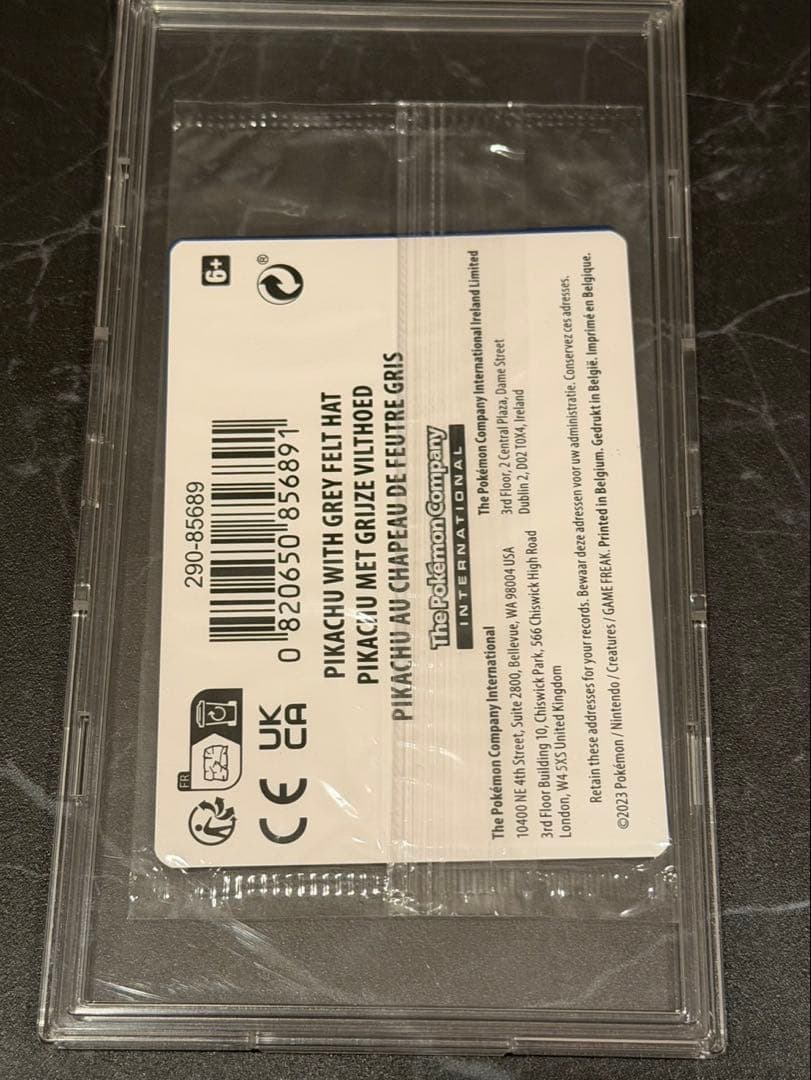 FR
6+
®
290-85689
0 820650 856891
CE
UK
CA
PIKACHU WITH GREY FELT HAT
PIKACHU MET GRIJZE VILTHOED
PIKACHU AU CHAPEAU DE FEUTRE GRIS
The Pokémon Company
INTERNATIONAL
The Pokémon Company International
10400 NE 4th Street, Suite 2800, Bellevue, WA 98004 USA
3rd Floor Building 10, Chiswick Park, 566 Chiswick High Road
London, W4 5XS United Kingdom
The Pokémon Company International Ireland Limited
3rd Floor, 2 Central Plaza, Dame Street
Dublin 2, D02 T0X4, Ireland
Retain these addresses for your records. Bewaar deze adressen voor uw administratie. Conservez ces adresses.
©2023 Pokémon / Nintendo / Creatures / GAME FREAK. Printed in Belgium. Gedrukt in België. Imprimé en Belgique.